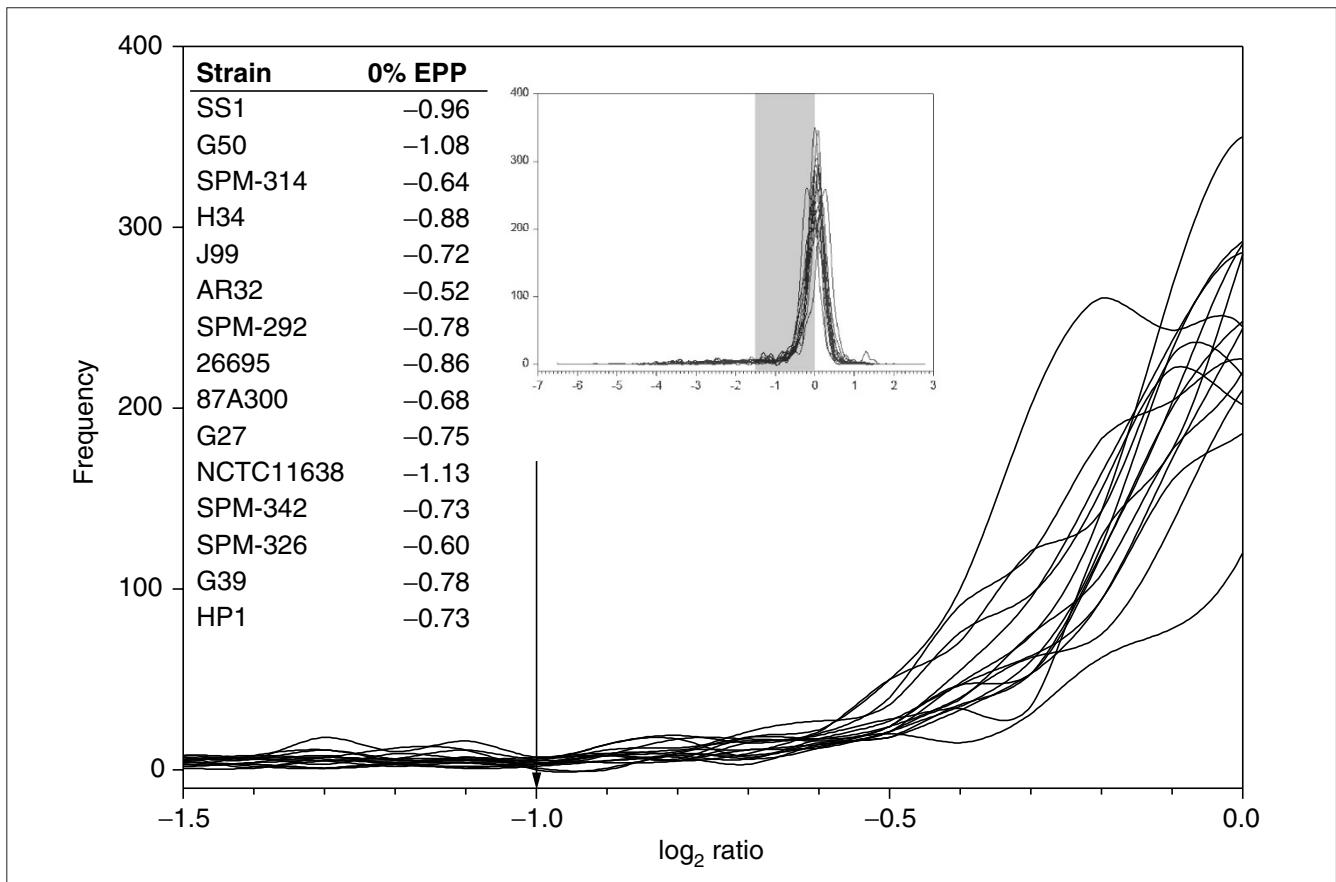 400
300
200
100
0
Frequency
Strain 0% EPP
SS1 −0.96
G50 −1.08
SPM-314 −0.64
H34 −0.88
J99 −0.72
AR32 −0.52
SPM-292 −0.78
26695 −0.86
87A300 −0.68
G27 −0.75
NCTC11638 −1.13
SPM-342 −0.73
SPM-326 −0.60
G39 −0.78
HP1 −0.73
400
300
200
100
0
-7 -6 -5 -4 -3 -2 -1 0 1 2 3
−1.5 −1.0 −0.5 0.0
log₂ ratio